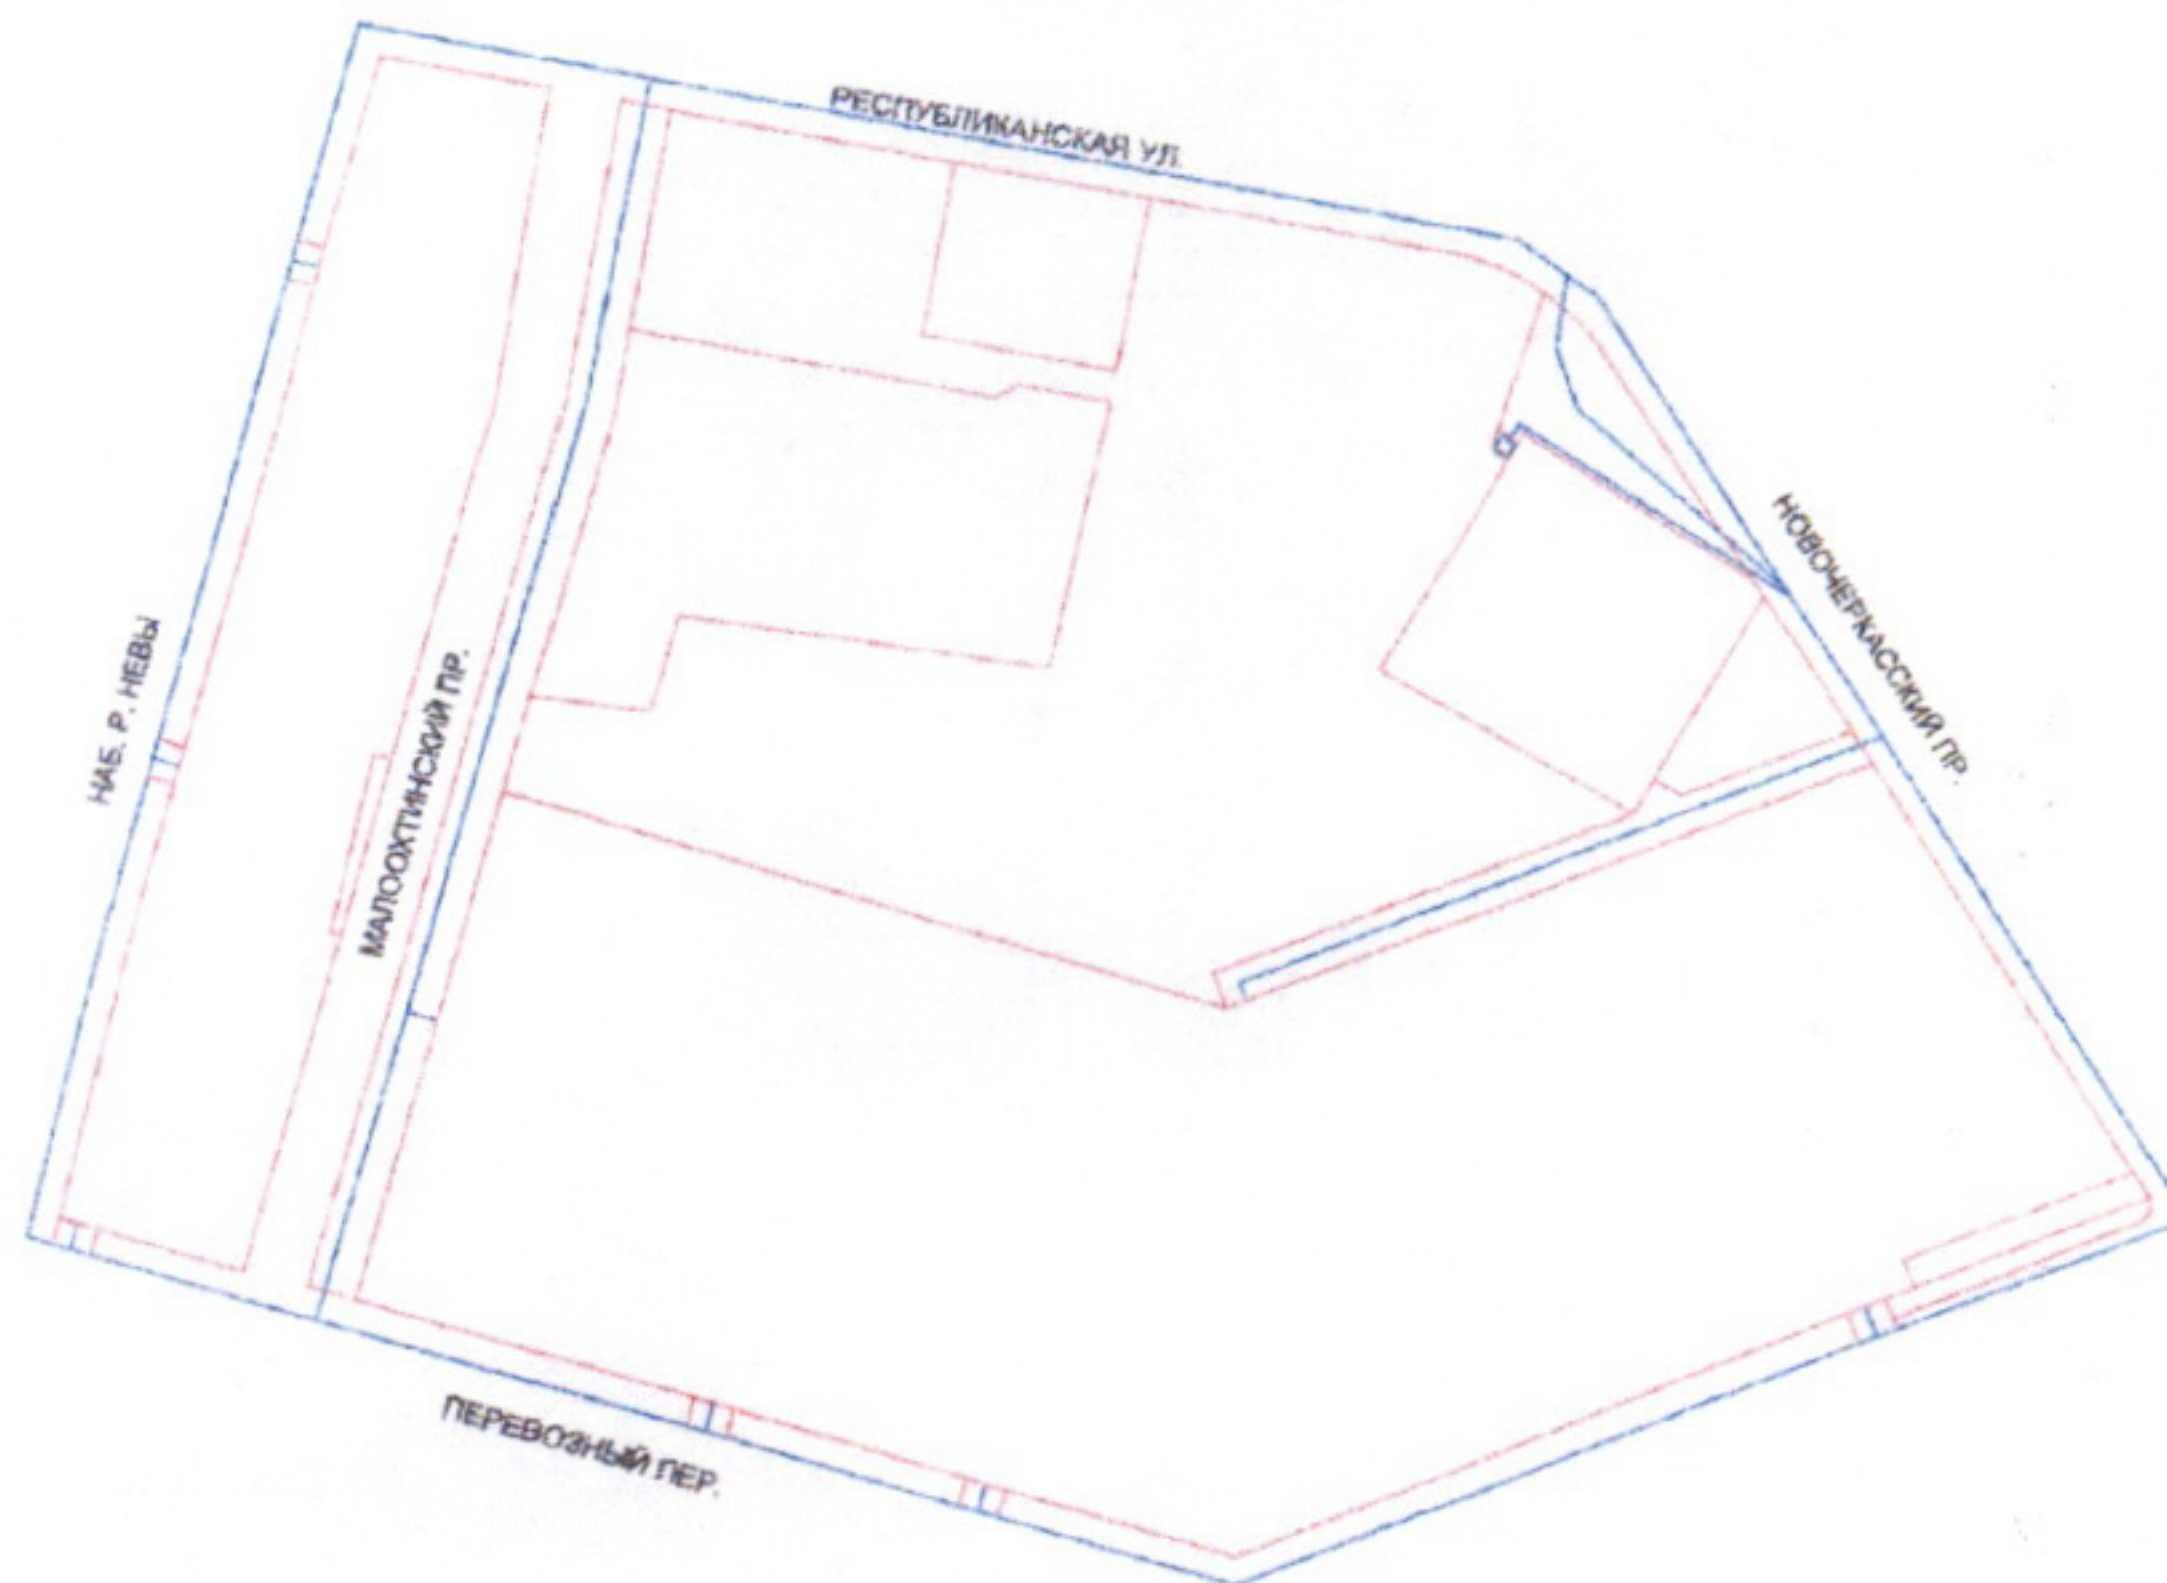 РЕСПУБЛИКАНСКАЯ УЛ.
НОВОЧЕРКАССКИЙ ПР.
НАБ. Р. НЕВЫ
МАЛООХТИНСКИЙ ПР.
ПЕРЕВОЗНЫЙ ПЕР.